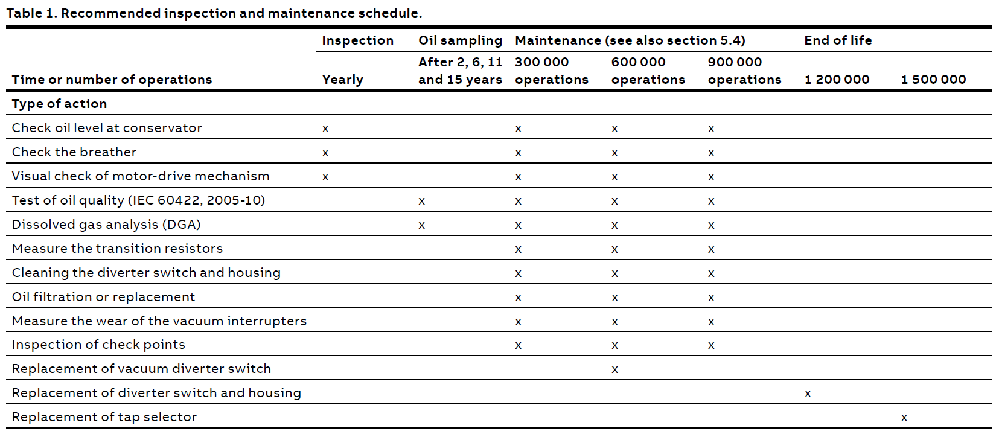 Table 1. Recommended inspection and maintenance schedule.
Inspection Oil sampling Maintenance (see also section 5.4) End of life
After 2, 6, 11 300 000 600 000 900 000
Time or number of operations Yearly and 15 years operations operations operations 1 200 000 1 500 000
Type of action
Check oil level at conservator x x x x
Check the breather x x x x
Visual check of motor-drive mechanism x x x x
Test of oil quality (IEC 60422, 2005-10) x x x x
Dissolved gas analysis (DGA) x x x x
Measure the transition resistors x x x
Cleaning the diverter switch and housing x x x
Oil filtration or replacement x x x
Measure the wear of the vacuum interrupters x x x
Inspection of check points x x x
Replacement of vacuum diverter switch x
Replacement of diverter switch and housing x
Replacement of tap selector x